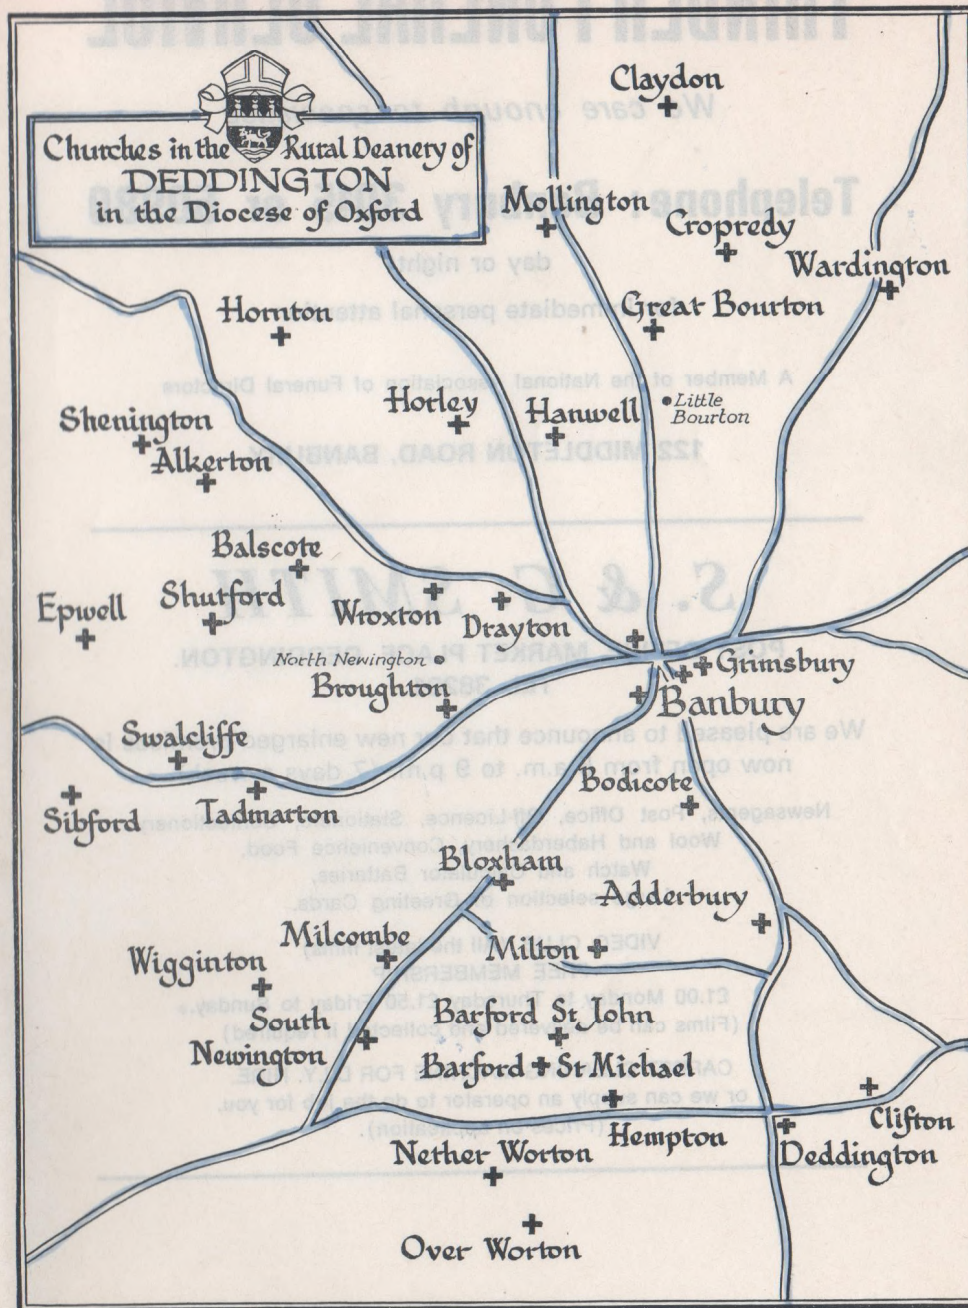 Churches in the Rural Deanery of
DEDDINGTON
in the Diocese of Oxford
Claydon
Mollington
Cropredy
Wardington
Hornton
Great Bourton
Horley
Hanwell
Little
Bourton
Shenington
Alkerton
Balscote
Shutford
Epwell
Wroxton
Drayton
North Newington
Broughton
Grimsbury
Banbury
Swalcliffe
Sibford
Tadmarton
Bodicote
Bloxham
Adderbury
Milcombe
Milton
Wigginton
South
Newington
Barford St. John
Barford St. Michael
Hempton
Clifton
Deddington
Nether Worton
Over Worton